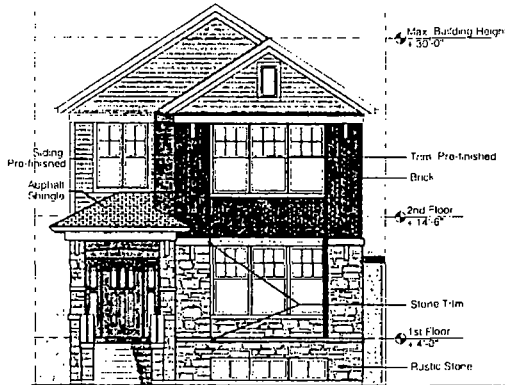 Max. Building Height
+ 30'-0"
Siding
Pre-finished
Asphalt
Shingle
Trim, Pre-finished
Brick
2nd Floor
+ 14'-6"
Stone Trim
1st Floor
+ 4'-0"
Rustic Stone